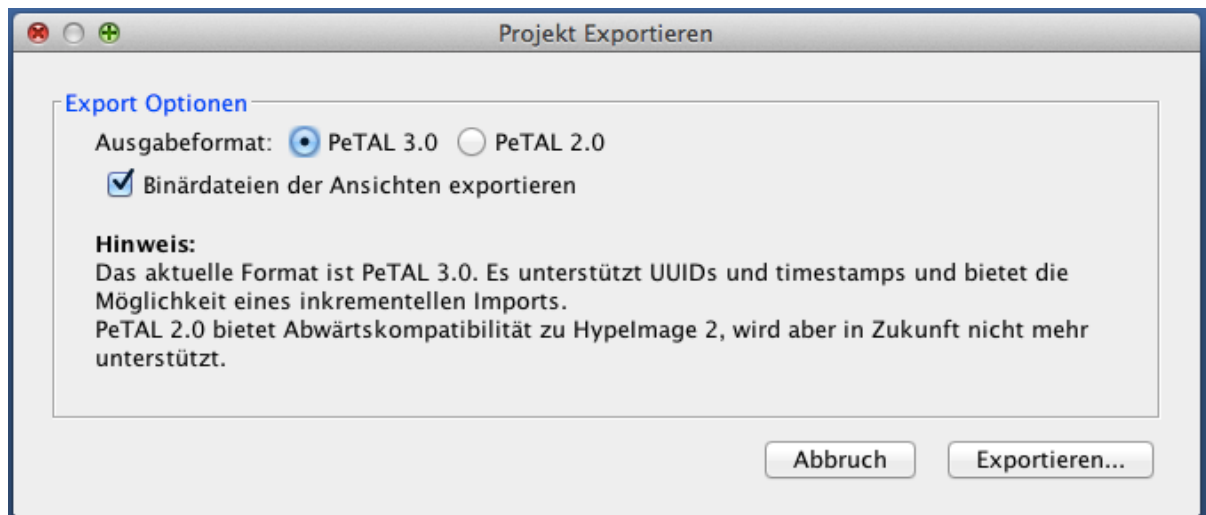 Projekt Exportieren
Export Optionen
Ausgabeformat: PeTAL 3.0 PeTAL 2.0
Binärdateien der Ansichten exportieren
Hinweis:
Das aktuelle Format ist PeTAL 3.0. Es unterstützt UUIDs und timestamps und bietet die
Möglichkeit eines inkrementellen Imports.
PeTAL 2.0 bietet Abwärtskompatibilität zu HypeImage 2, wird aber in Zukunft nicht mehr
unterstützt.
Abbruch Exportieren...